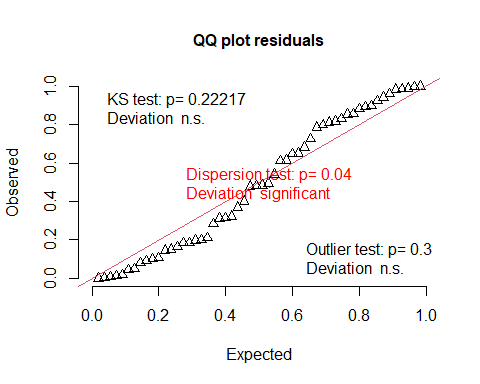 QQ plot residuals
KS test: p= 0.22217
Deviation n.s.
Dispersion test: p= 0.04
Deviation significant
Outlier test: p= 0.3
Deviation n.s.
Observed
0.0 0.2 0.4 0.6 0.8 1.0
0.0 0.2 0.4 0.6 0.8 1.0
Expected